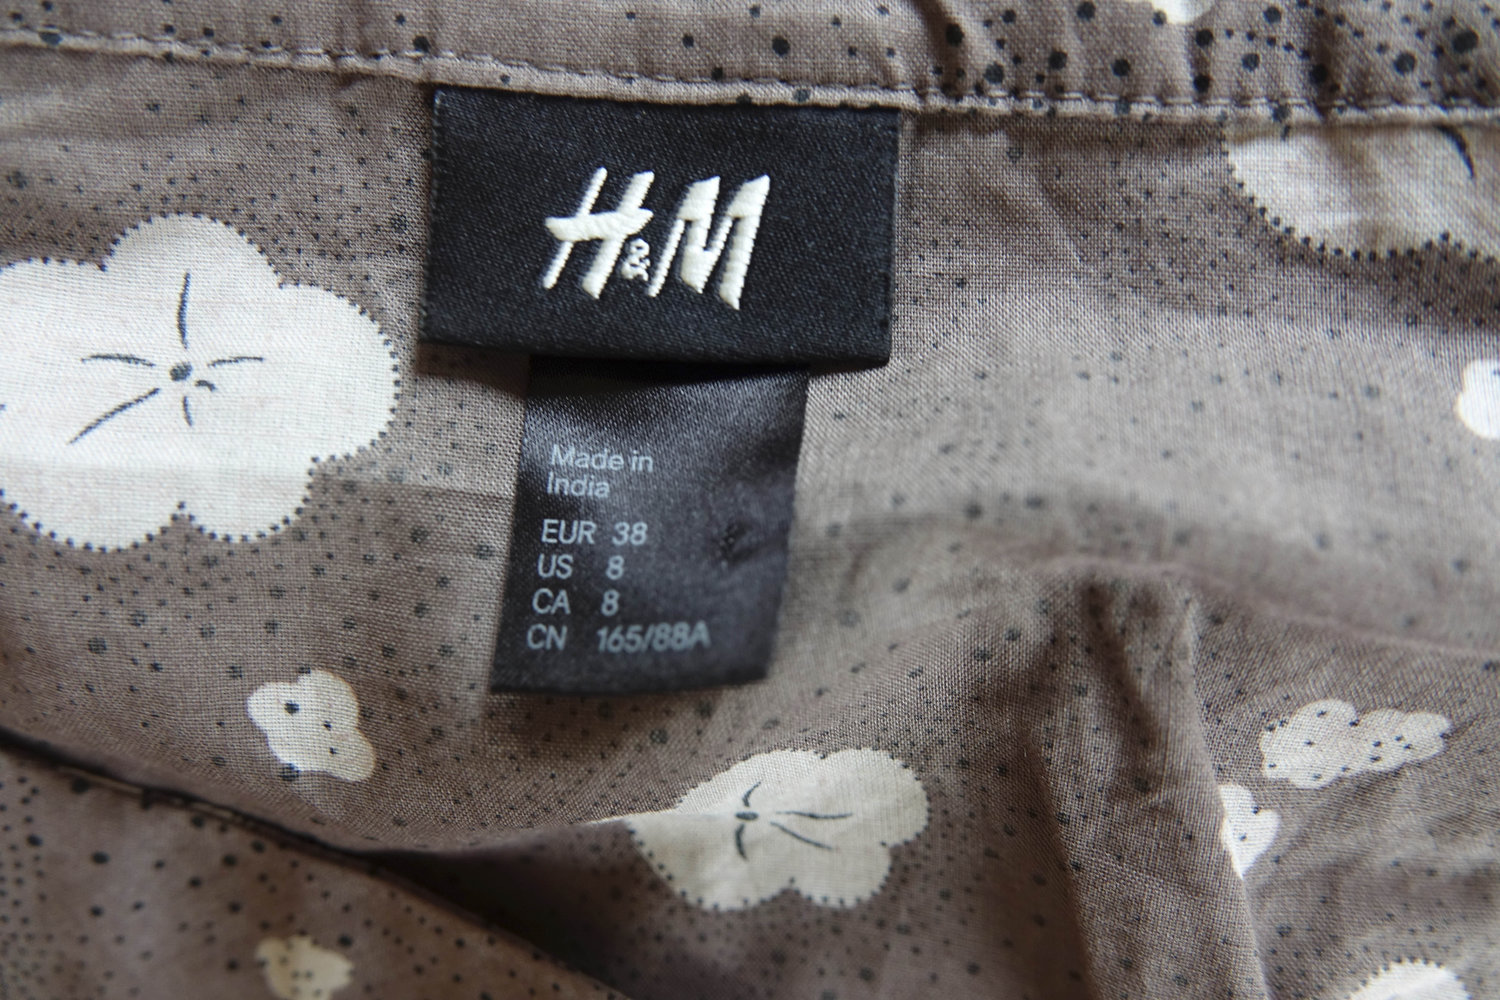 H&M
Made in
India
EUR 38
US 8
CA 8
CN 165/88A